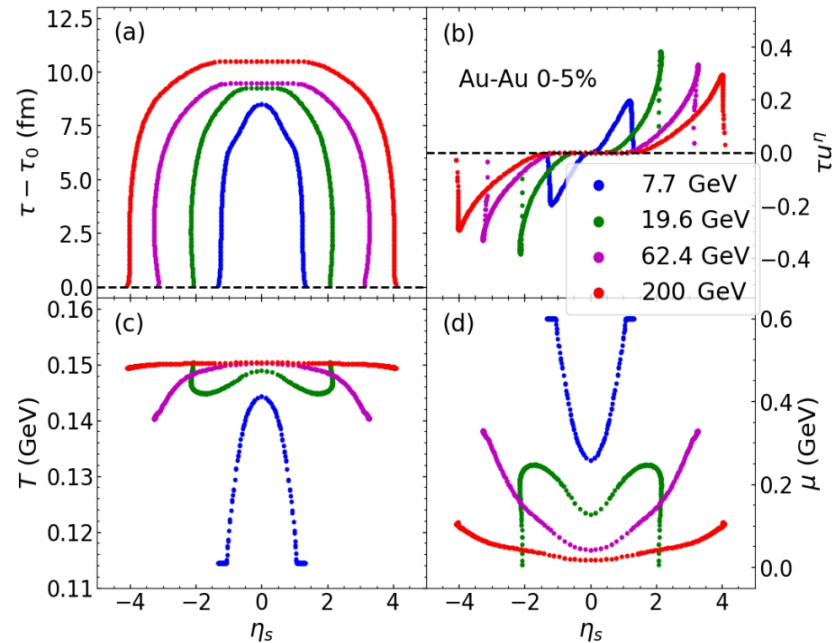 (a)
(b)
Au-Au 0-5%
12.5
10.0
7.5
5.0
2.5
0.0
τ − τ₀ (fm)
0.4
0.2
0.0
−0.2
−0.4
τu^η
7.7 GeV
19.6 GeV
62.4 GeV
200 GeV
(c)
(d)
0.16
0.15
0.14
0.13
0.12
0.11
T (GeV)
0.6
0.4
0.2
0.0
μ (GeV)
−4 −2 0 2 4
−4 −2 0 2 4
η_s
η_s